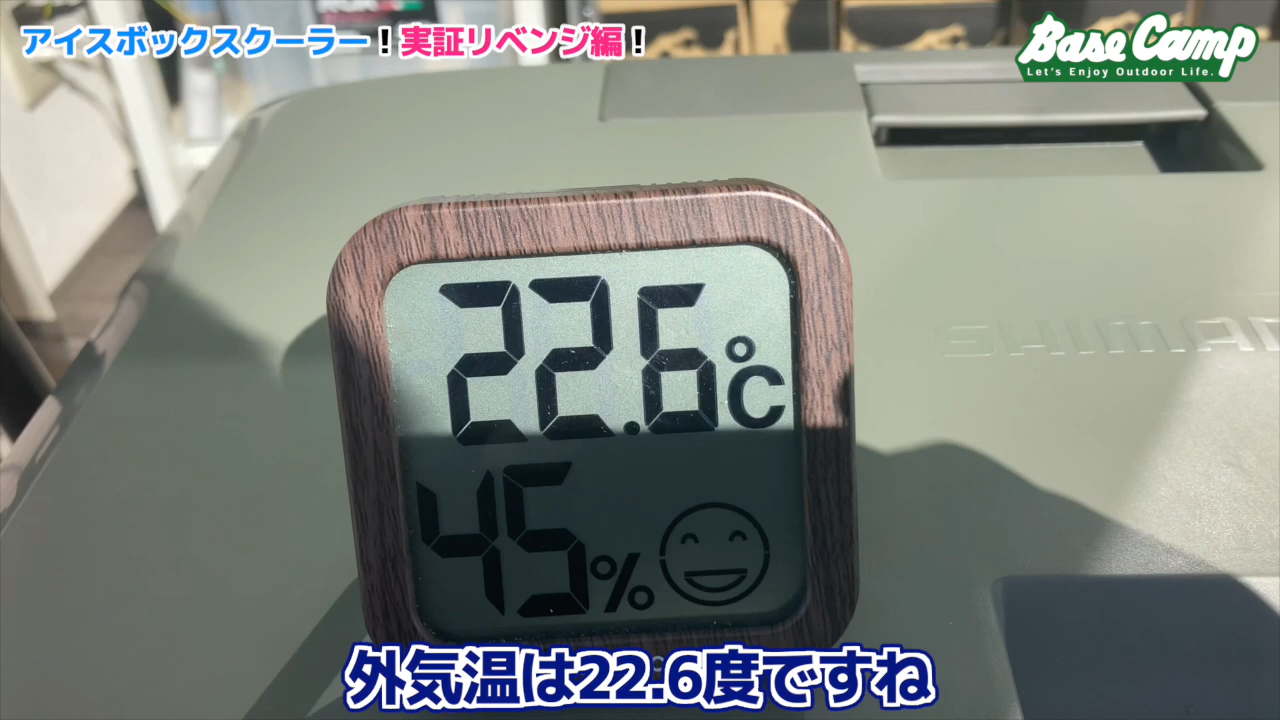 アイスボックスクーラー！実証リベンジ編！
Base Camp
Let's Enjoy Outdoor Life.
22.6℃
45%
外気温は22.6度ですね